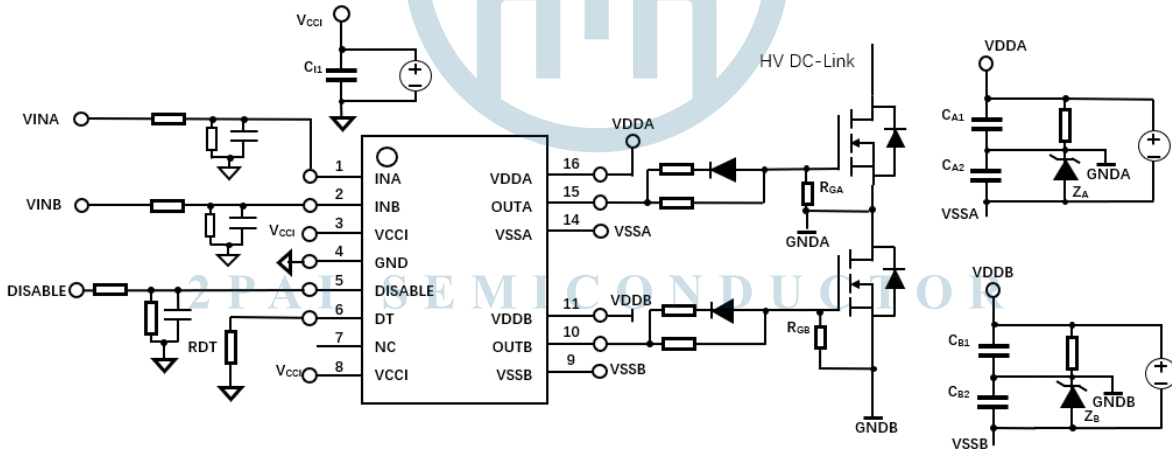 VCCI
CI1
HV DC-Link
VDDA
VINA
VDDA
CA1
1
INA
VDDA
16
CA2
GNDA
ZA
VINB
2
INB
OUTA
15
RGA
VSSA
VCCI
3
VCCI
VSSA
14
VSSA
GNDA
4
GND
DISABLE
5
DISABLE
2PAI SEMICONDUCTOR
VDDB
6
DT
VDDB
11
VDDB
RDT
7
NC
OUTB
10
RGB
CB1
VCCI
8
VCCI
VSSB
9
VSSB
CB2
GNDB
ZB
GNDB
VSSB